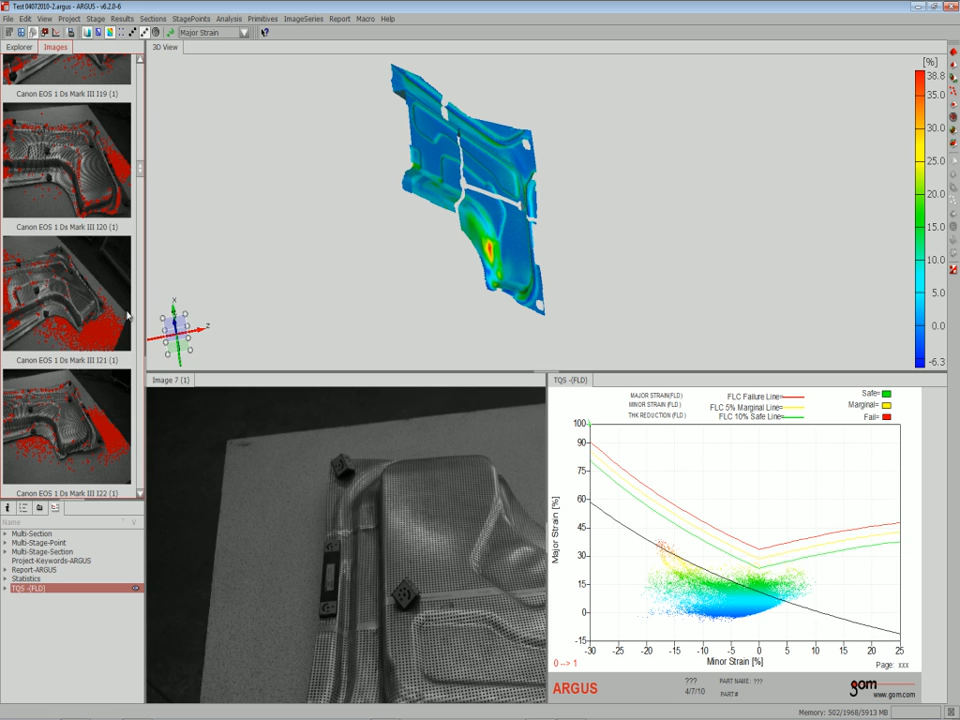 Test 04072010-2.argus - ARGUS - v6.2.0-6
File Edit View Project Stage Results Sections StagePoints Analysis Primitives ImageSeries Report Macro Help
Major Strain
Explorer Images
3D View
Canon EOS 1 Ds Mark III I19 (1)
Canon EOS 1 Ds Mark III I20 (1)
Canon EOS 1 Ds Mark III I21 (1)
Canon EOS 1 Ds Mark III I22 (1)
X
Z
[%]
38.8
35.0
30.0
25.0
20.0
15.0
10.0
5.0
0.0
-6.3
Name
Multi-Section
Multi-Stage-Point
Multi-Stage-Section
Project-Keywords-ARGUS
Report-ARGUS
Statistics
TQS -(FLD)
Image 7 (1)
TQS -(FLD)
MAJOR STRAIN(FLD)
MINOR STRAIN (FLD)
THK REDUCTION (FLD)
FLC Failure Line=
FLC 5% Marginal Line=
FLC 10% Safe Line=
Safe=
Marginal=
Fail=
Major Strain [%]
100
90
75
60
45
30
15
0
-15
-30 -25 -20 -15 -10 -5 0 5 10 15 20 25
Minor Strain [%]
0 --> 1
Page: xxx
ARGUS
???
4/7/10
PART NAME: ???
PART #
gom
www.gom.com
Memory: 502/1968/5913 MB